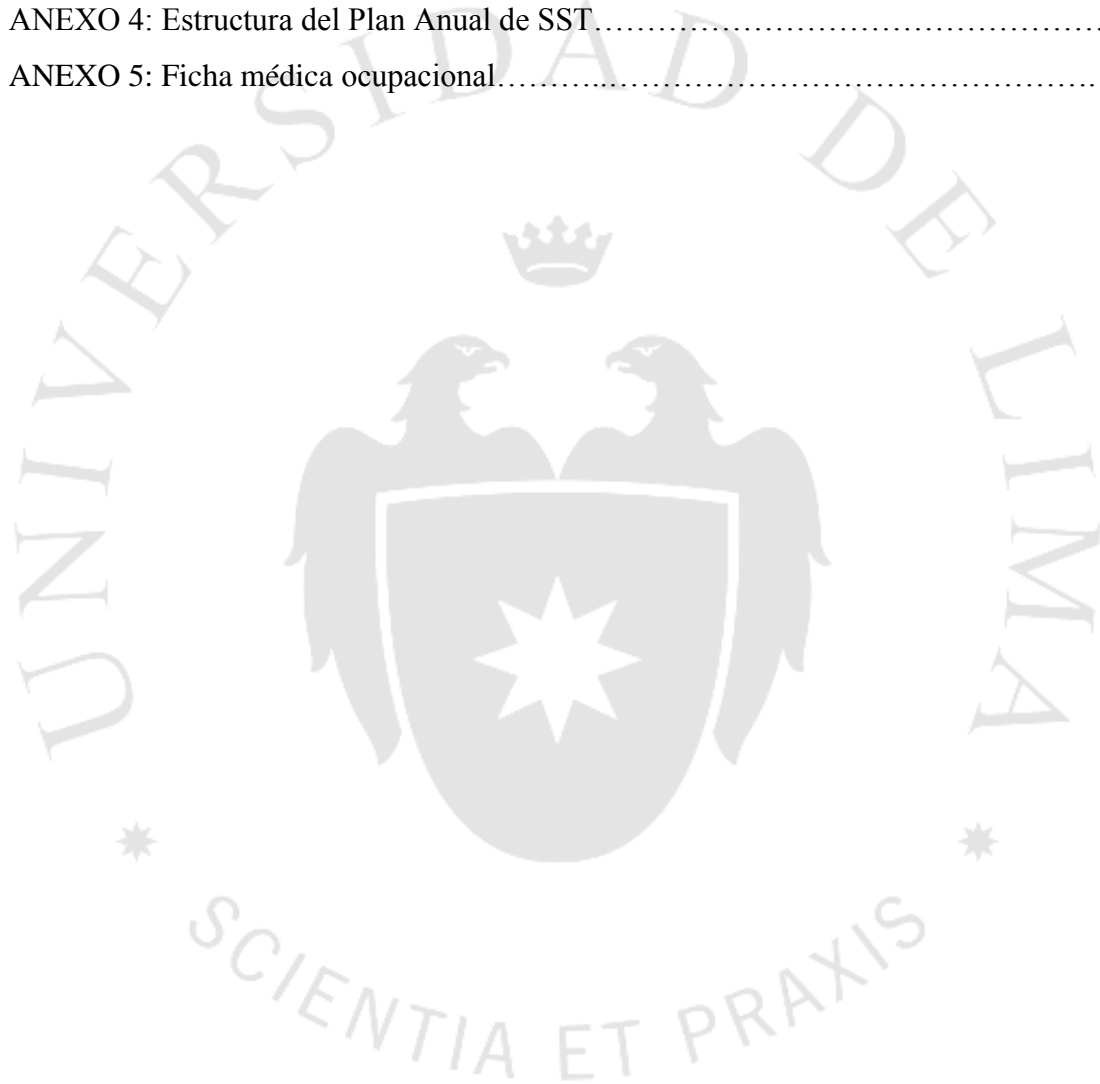 ANEXO 4: Estructura del Plan Anual de SST…………………………………………
ANEXO 5: Ficha médica ocupacional………..……………………………………….
UNIVERSIDAD DE LIMA
SCIENTIA ET PRAXIS